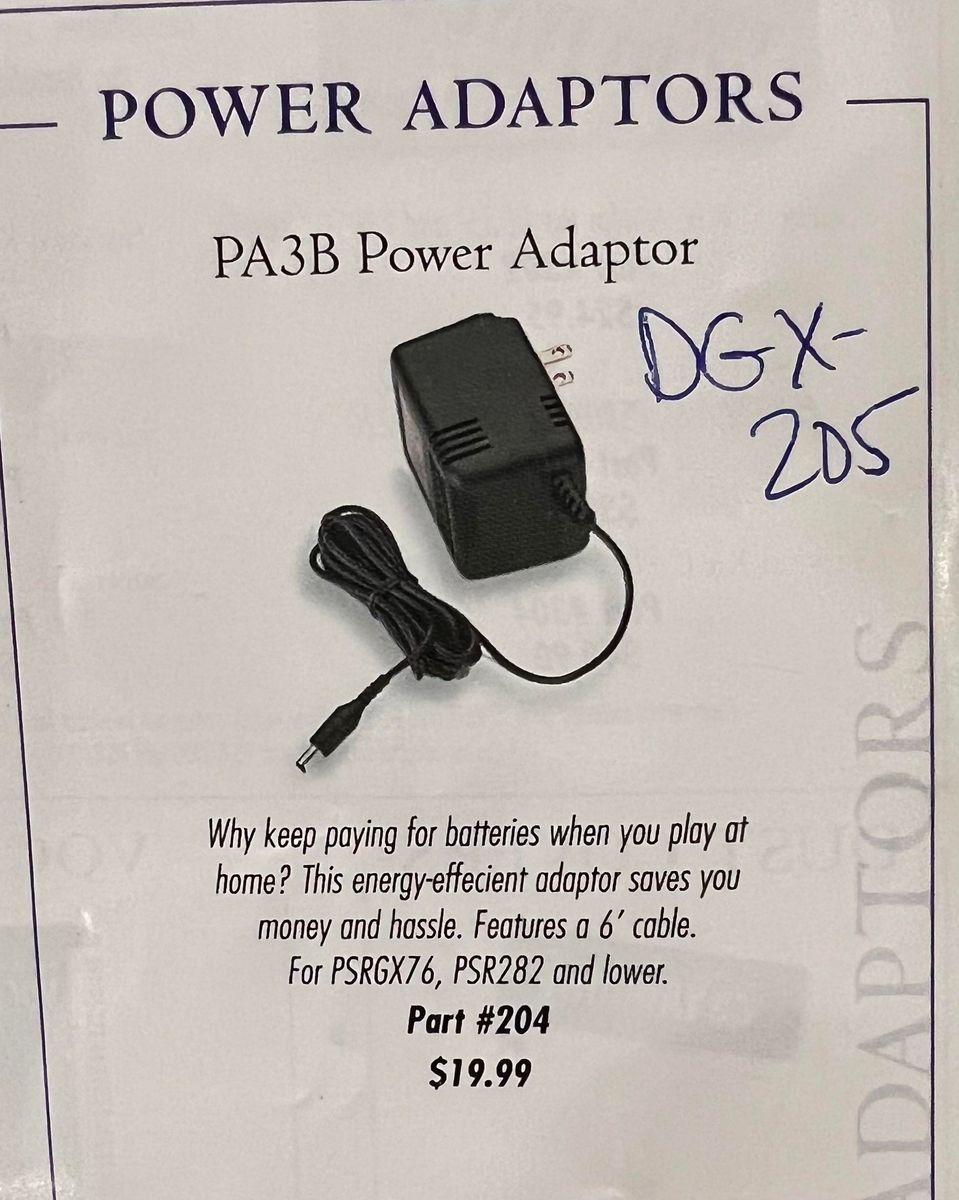 POWER ADAPTORS
PA3B Power Adaptor
DGX-
205
Why keep paying for batteries when you play at
home? This energy-effecient adaptor saves you
money and hassle. Features a 6’ cable.
For PSRGX76, PSR282 and lower.
Part #204
$19.99
ADAPTORS